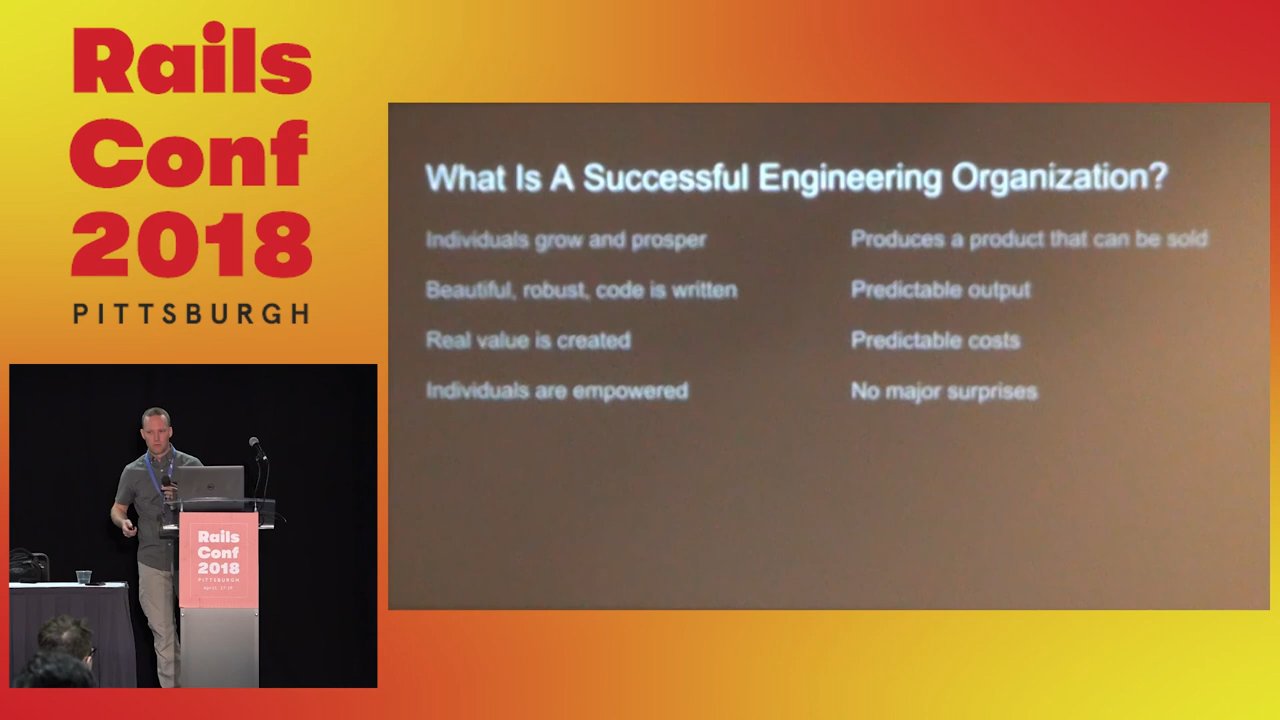 Rails
Conf
2018
PITTSBURGH
What Is A Successful Engineering Organization?
Individuals grow and prosper
Beautiful, robust, code is written
Real value is created
Individuals are empowered
Produces a product that can be sold
Predictable output
Predictable costs
No major surprises
Rails
Conf
2018
PITTSBURGH